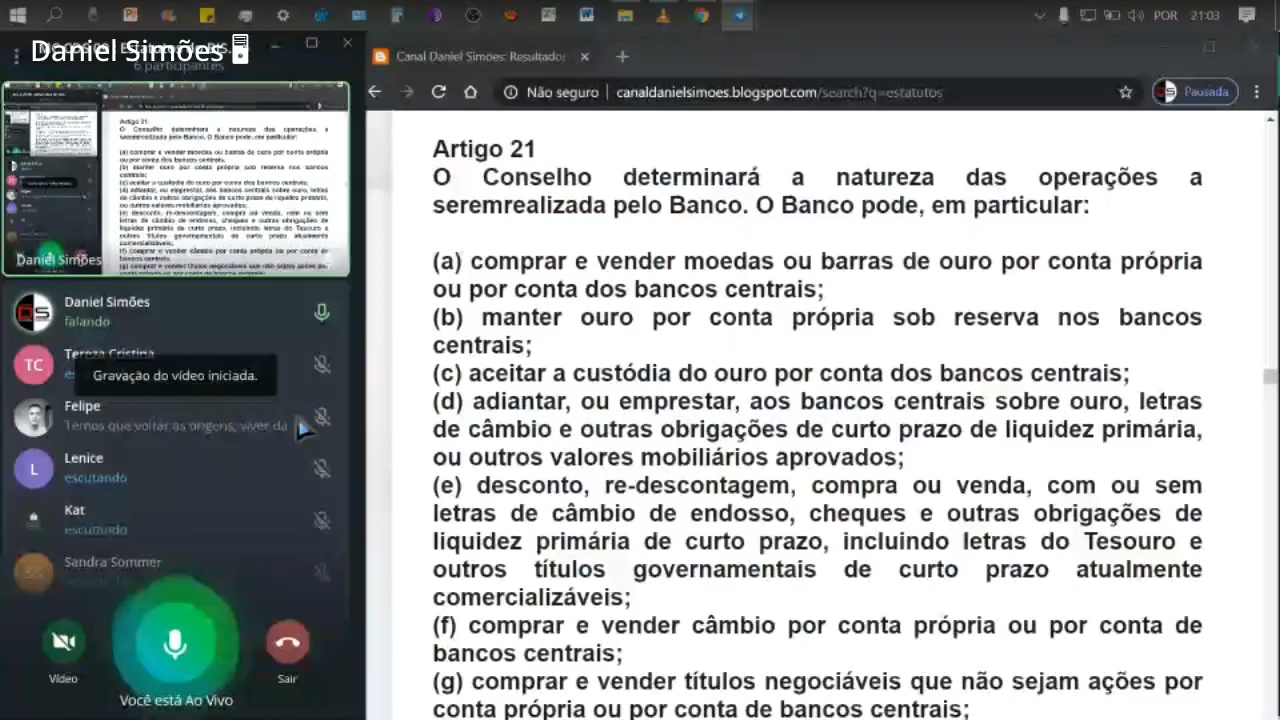 POR
21:03
Daniel Simões
6 participantes
Daniel Simões
Daniel Simões
falando
Tereza Cristina
Gravação do vídeo iniciada.
Felipe
Temos que voltar as origens, viver da
Lenice
escutando
Kat
escutando
Sandra Sommer
Vídeo
Sair
Você está Ao Vivo
TC
L
SS
DS
Canal Daniel Simões: Resultados
Não seguro
canaldanielsimoes.blogspot.com/search?q=estatutos
Pausada
Artigo 21
O Conselho determinará a natureza das operações a
seremrealizada pelo Banco. O Banco pode, em particular:
(a) comprar e vender moedas ou barras de ouro por conta própria
ou por conta dos bancos centrais;
(b) manter ouro por conta própria sob reserva nos bancos
centrais;
(c) aceitar a custódia do ouro por conta dos bancos centrais;
(d) adiantar, ou emprestar, aos bancos centrais sobre ouro, letras
de câmbio e outras obrigações de curto prazo de liquidez primária,
ou outros valores mobiliários aprovados;
(e) desconto, re-descontagem, compra ou venda, com ou sem
letras de câmbio de endosso, cheques e outras obrigações de
liquidez primária de curto prazo, incluindo letras do Tesouro e
outros títulos governamentais de curto prazo atualmente
comercializáveis;
(f) comprar e vender câmbio por conta própria ou por conta de
bancos centrais;
(g) comprar e vender títulos negociáveis que não sejam ações por
conta própria ou por conta de bancos centrais;